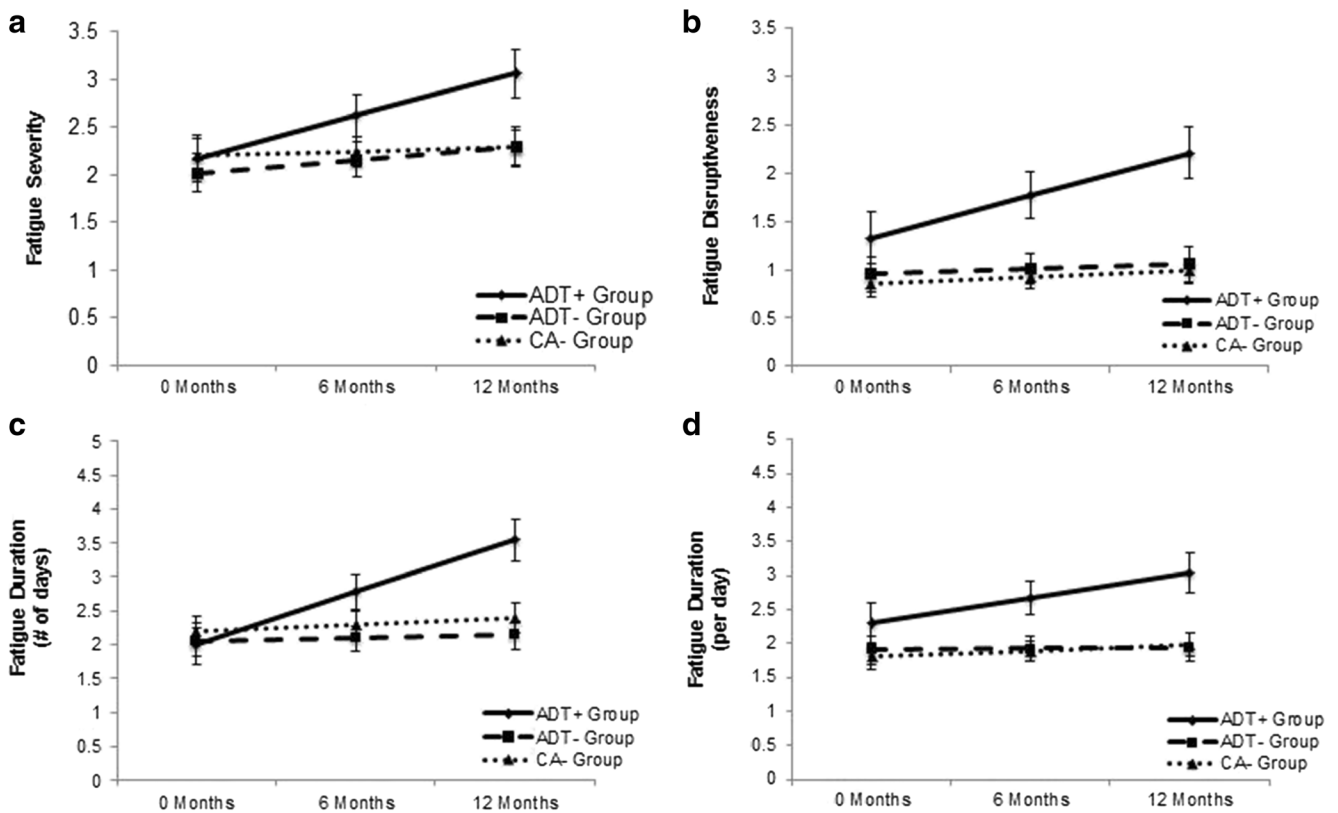 a
Fatigue Severity
3.5
3
2.5
2
1.5
1
0.5
0
0 Months
6 Months
12 Months
ADT+ Group
ADT- Group
CA- Group
b
Fatigue Disruptiveness
3.5
3
2.5
2
1.5
1
0.5
0
0 Months
6 Months
12 Months
ADT+ Group
ADT- Group
CA- Group
c
Fatigue Duration
(# of days)
5
4.5
4
3.5
3
2.5
2
1.5
1
0.5
0
0 Months
6 Months
12 Months
ADT+ Group
ADT- Group
CA- Group
d
Fatigue Duration
(per day)
5
4.5
4
3.5
3
2.5
2
1.5
1
0.5
0
0 Months
6 Months
12 Months
ADT+ Group
ADT- Group
CA- Group